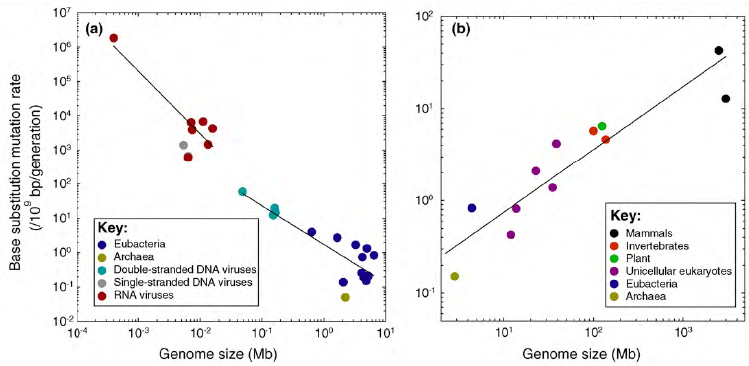 (a)
(b)
Base substitution mutation rate
(/10⁹ bp/generation)
10⁷
10⁶
10⁵
10⁴
10³
10²
10¹
10⁰
10⁻¹
10⁻²
Key:
Eubacteria
Archaea
Double-stranded DNA viruses
Single-stranded DNA viruses
RNA viruses
10⁻⁴ 10⁻³ 10⁻² 10⁻¹ 10⁰ 10¹
Genome size (Mb)
10²
10¹
10⁰
10⁻¹
Key:
Mammals
Invertebrates
Plant
Unicellular eukaryotes
Eubacteria
Archaea
10¹ 10² 10³
Genome size (Mb)